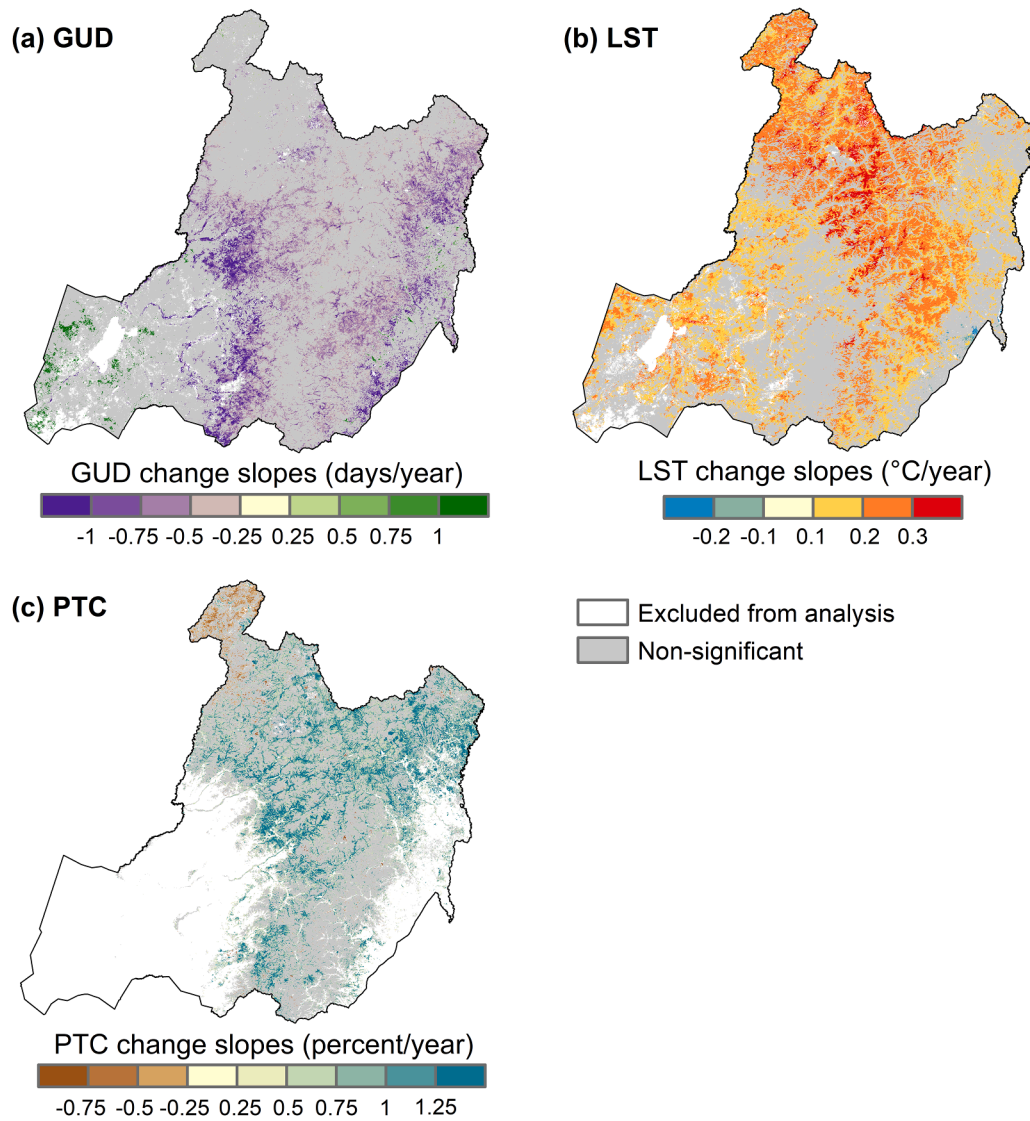 (a) GUD
(b) LST
GUD change slopes (days/year)
-1 -0.75 -0.5 -0.25 0.25 0.5 0.75 1
LST change slopes (°C/year)
-0.2 -0.1 0.1 0.2 0.3
(c) PTC
Excluded from analysis
Non-significant
PTC change slopes (percent/year)
-0.75 -0.5 -0.25 0.25 0.5 0.75 1 1.25